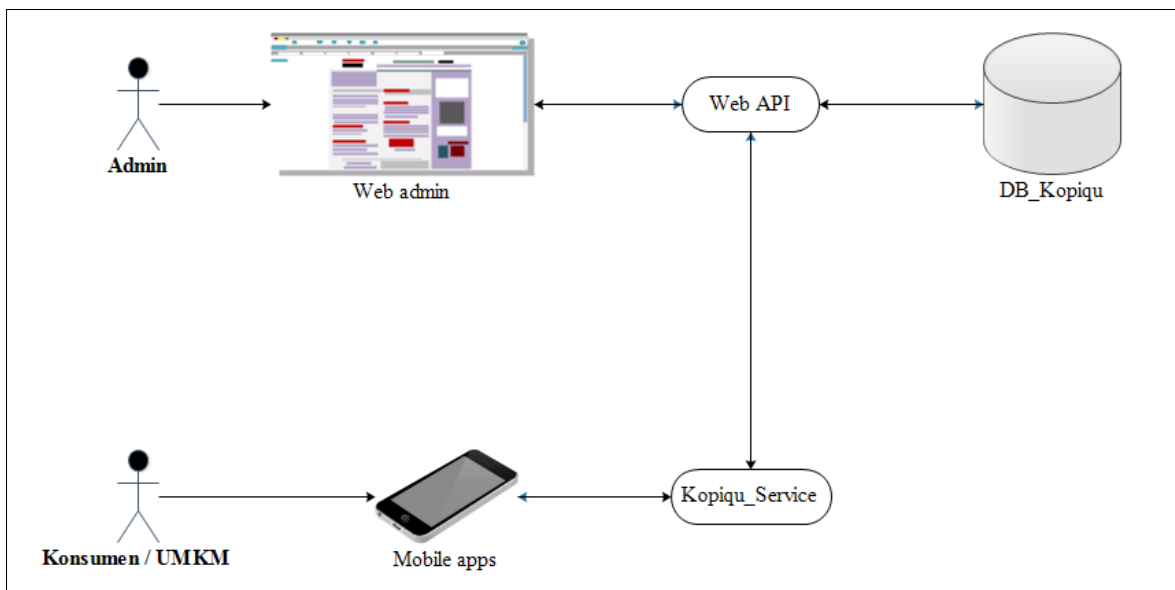 Admin
Web admin
Web API
DB_Kopiqu
Konsumen / UMKM
Mobile apps
Kopiqu_Service